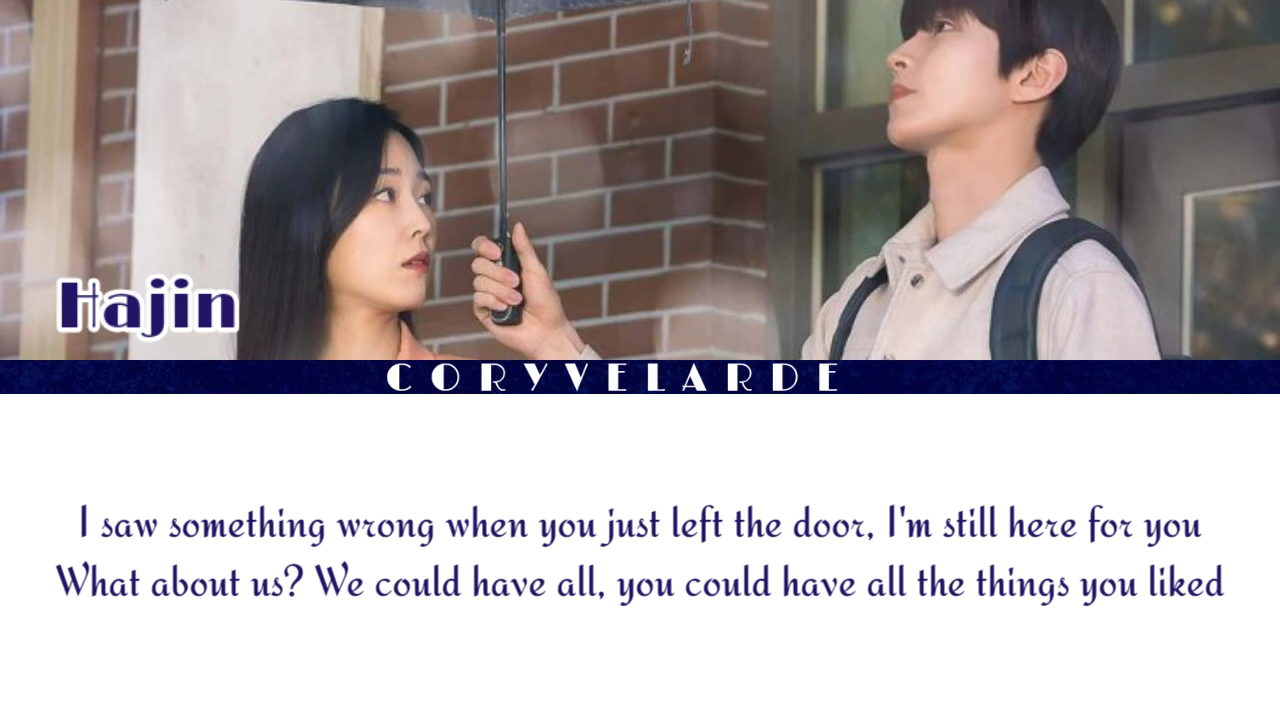 Hajin
CORYVELARDE
I saw something wrong when you just left the door, I'm still here for you
What about us? We could have all, you could have all the things you liked